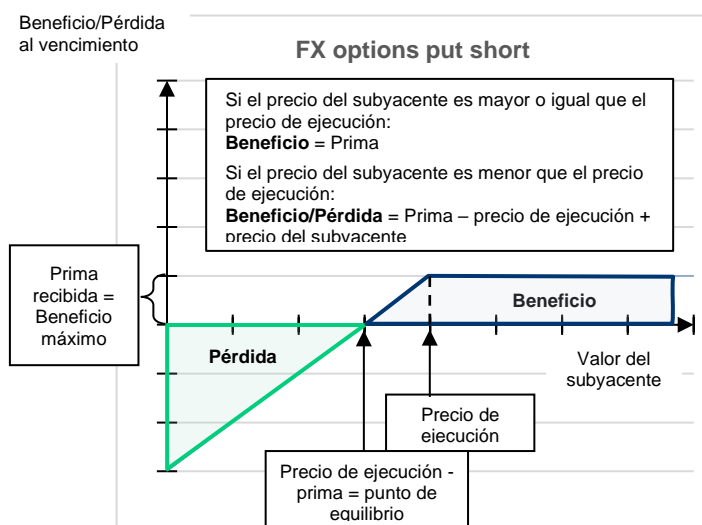 Beneficio/Pérdida
al vencimiento
FX options put short
Si el precio del subyacente es mayor o igual que el
precio de ejecución:
Beneficio = Prima
Si el precio del subyacente es menor que el precio
de ejecución:
Beneficio/Pérdida = Prima – precio de ejecución +
precio del subyacente
Prima
recibida =
Beneficio
máximo
Beneficio
Pérdida
Valor del
subyacente
Precio de
ejecución
Precio de ejecución -
prima = punto de
equilibrio